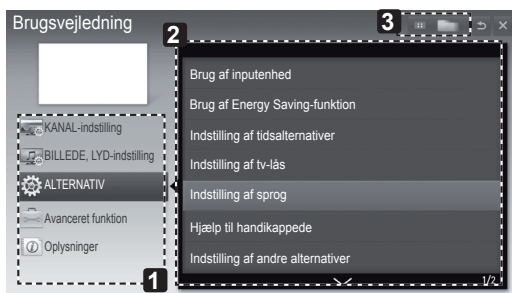 Brugsvejledning
3
2
KANAL-indstilling
BILLEDE, LYD-indstilling
ALTERNATIV
Avanceret funktion
Oplysninger
1
Brug af inputenhed
Brug af Energy Saving-funktion
Indstilling af tidsalternativer
Indstilling af tv-lås
Indstilling af sprog
Hjælp til handikappede
Indstilling af andre alternativer
1/2